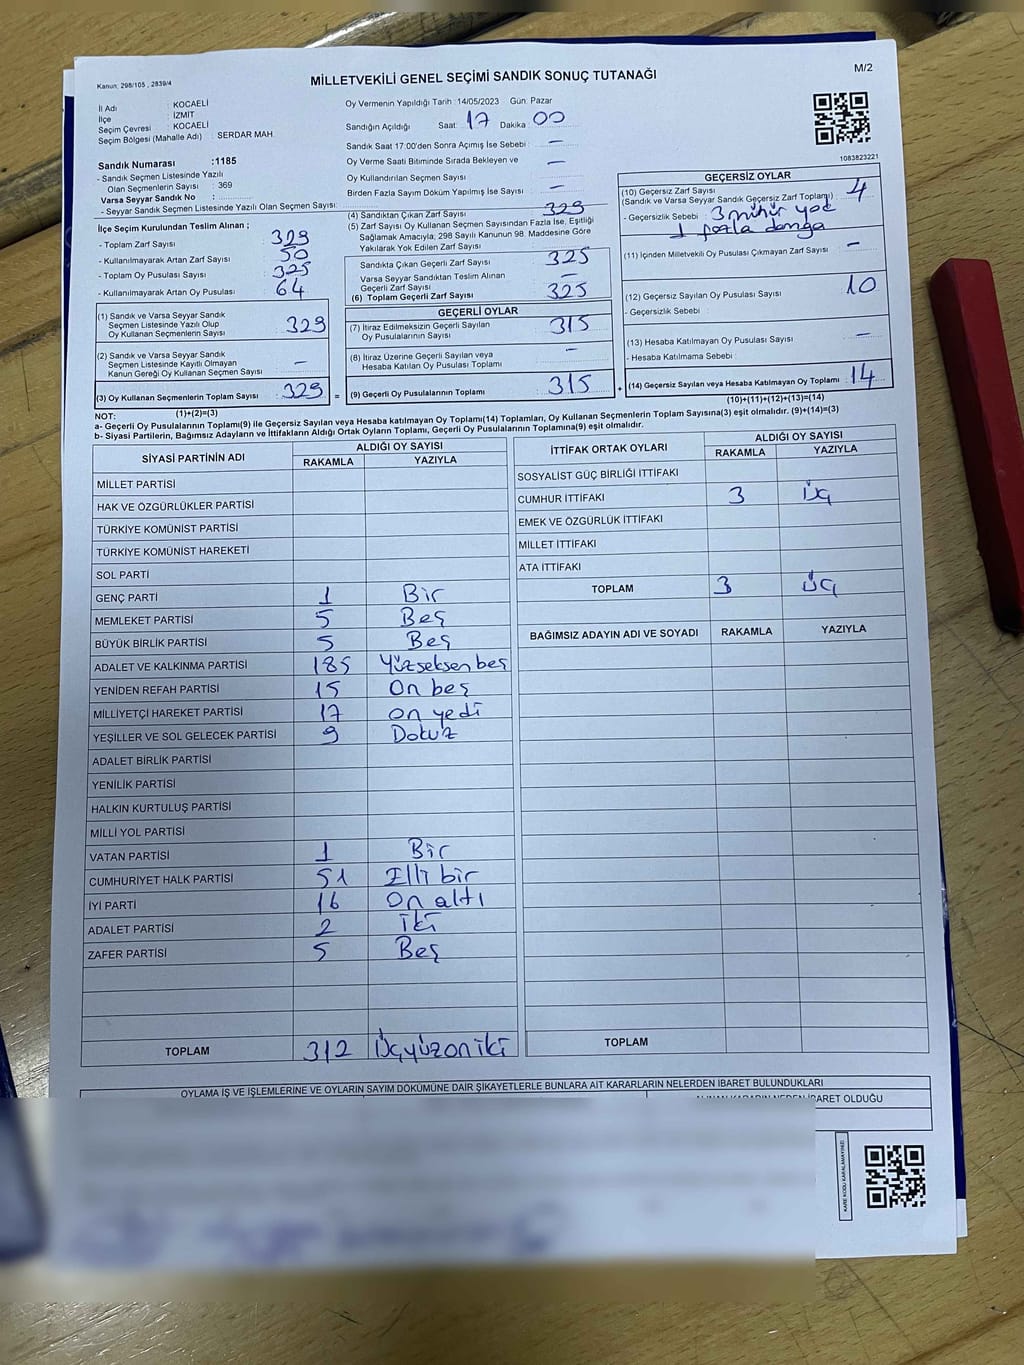 Kanun: 298/105 , 2839/4
MİLLETVEKİLİ GENEL SEÇİMİ SANDIK SONUÇ TUTANAĞI
M/2
İl Adı : KOCAELİ
İlçe : İZMİT
Seçim Çevresi : KOCAELİ
Seçim Bölgesi (Mahalle Adı) : SERDAR MAH.
Sandık Numarası :1185
- Sandık Seçmen Listesinde Yazılı
Olan Seçmenlerin Sayısı : 369
Varsa Seyyar Sandık No :
- Seyyar Sandık Seçmen Listesinde Yazılı Olan Seçmen Sayısı:
Oy Vermenin Yapıldığı Tarih :14/05/2023 Gün: Pazar
Sandığın Açıldığı Saat: 17 Dakika : 00
Sandık Saat 17:00'den Sonra Açımış İse Sebebi : —
Oy Verme Saati Bitiminde Sırada Bekleyen ve
Oy Kullandırılan Seçmen Sayısı : —
Birden Fazla Sayım Döküm Yapılmış İse Sayısı : —
1083823221
İlçe Seçim Kurulundan Teslim Alınan ;
- Toplam Zarf Sayısı : 329
- Kullanılmayarak Artan Zarf Sayısı : 50
- Toplam Oy Pusulası Sayısı : 325
- Kullanılmayarak Artan Oy Pusulası : 64
(1) Sandık ve Varsa Seyyar Sandık
Seçmen Listesinde Yazılı Olup
Oy Kullanan Seçmenlerin Sayısı : 329
(2) Sandık ve Varsa Seyyar Sandık
Seçmen Listesinde Kayıtlı Olmayan
Kanun Gereği Oy Kullanan Seçmen Sayısı : —
(3) Oy Kullanan Seçmenlerin Toplam Sayısı : 329 =
(1)+(2)=(3)
(4) Sandıktan Çıkan Zarf Sayısı : 329
(5) Zarf Sayısı Oy Kullanan Seçmen Sayısından Fazla İse, Eşitliği
Sağlamak Amacıyla, 298 Sayılı Kanunun 98. Maddesine Göre
Yakılarak Yok Edilen Zarf Sayısı :
Sandıkta Çıkan Geçerli Zarf Sayısı : 325
Varsa Seyyar Sandıktan Teslim Alınan
Geçerli Zarf Sayısı : —
(6) Toplam Geçerli Zarf Sayısı : 325
GEÇERLİ OYLAR
(7) İtiraz Edilmeksizin Geçerli Sayılan
Oy Pusulalarının Sayısı : 315
(8) İtiraz Üzerine Geçerli Sayılan veya
Hesaba Katılan Oy Pusulası Toplamı : —
(9) Geçerli Oy Pusulalarının Toplamı : 315 +
GEÇERSİZ OYLAR
(10) Geçersiz Zarf Sayısı
(Sandık ve Varsa Seyyar Sandık Geçersiz Zarf Toplamı) : 4
- Geçersizlik Sebebi : 3 mühür yok
1 fazla damga
(11) İçinden Milletvekili Oy Pusulası Çıkmayan Zarf Sayısı : —
(12) Geçersiz Sayılan Oy Pusulası Sayısı : 10
- Geçersizlik Sebebi :
(13) Hesaba Katılmayan Oy Pusulası Sayısı : —
- Hesaba Katılmama Sebebi :
(14) Geçersiz Sayılan veya Hesaba Katılmayan Oy Toplamı : 14
(10)+(11)+(12)+(13)=(14)
NOT:
a- Geçerli Oy Pusulalarının Toplamı(9) ile Geçersiz Sayılan veya Hesaba Katılmayan Oy Toplamı(14) Toplamları, Oy Kullanan Seçmenlerin Toplam Sayısına(3) eşit olmalıdır. (9)+(14)=(3)
b- Siyasi Partilerin, Bağımsız Adayların ve İttifakların Aldığı Ortak Oyların Toplamı, Geçerli Oy Pusulalarının Toplamına(9) eşit olmalıdır.
SİYASİ PARTİNİN ADI ALDIĞI OY SAYISI
RAKAMLA YAZIYLA
MİLLET PARTİSİ
HAK VE ÖZGÜRLÜKLER PARTİSİ
TÜRKİYE KOMÜNİST PARTİSİ
TÜRKİYE KOMÜNİST HAREKETİ
SOL PARTİ
GENÇ PARTİ 1 Bir
MEMLEKET PARTİSİ 5 Beş
BÜYÜK BİRLİK PARTİSİ 5 Beş
ADALET VE KALKINMA PARTİSİ 185 Yüzseksen beş
YENİDEN REFAH PARTİSİ 15 On beş
MİLLİYETÇİ HAREKET PARTİSİ 17 on yedi
YEŞİLLER VE SOL GELECEK PARTİSİ 9 Dokuz
ADALET BİRLİK PARTİSİ
YENİLİK PARTİSİ
HALKIN KURTULUŞ PARTİSİ
MİLLİ YOL PARTİSİ
VATAN PARTİSİ 1 Bir
CUMHURİYET HALK PARTİSİ 51 Elli bir
İYİ PARTİ 16 On altı
ADALET PARTİSİ 2 iki
ZAFER PARTİSİ 5 Beş
TOPLAM 312 Üçyüzoniki
İTTİFAK ORTAK OYLARI ALDIĞI OY SAYISI
RAKAMLA YAZIYLA
SOSYALİST GÜÇ BİRLİĞİ İTTİFAKI
CUMHUR İTTİFAKI 3 üç
EMEK VE ÖZGÜRLÜK İTTİFAKI
MİLLET İTTİFAKI
ATA İTTİFAKI
TOPLAM 3 üç
BAĞIMSIZ ADAYIN ADI VE SOYADI RAKAMLA YAZIYLA
TOPLAM
OYLAMA İŞ VE İŞLEMLERİNE VE OYLARIN SAYIM DÖKÜMÜNE DAİR ŞİKAYETLERLE BUNLARA AİT KARARLARIN NELERDEN İBARET BULUNDUKLARI
ALINAN KARARIN NEDEN İBARET OLDUĞU
KARE KODU KARALAMAYINIZ!